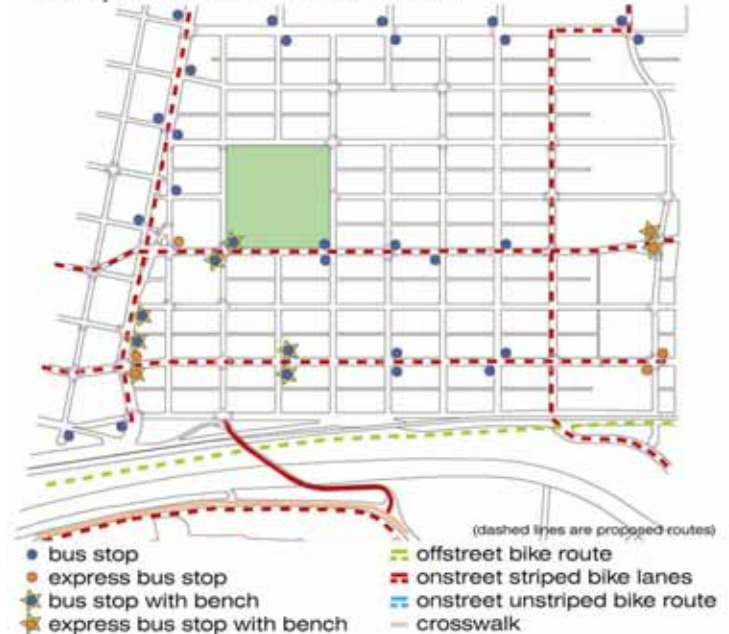 (dashed lines are proposed routes)
bus stop
express bus stop
bus stop with bench
express bus stop with bench
offstreet bike route
onstreet striped bike lanes
onstreet unstriped bike route
crosswalk